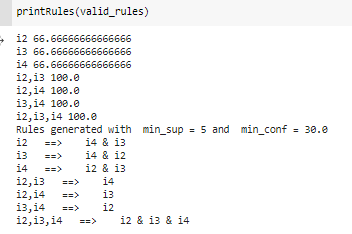 printRules(valid_rules)
i2 66.66666666666666
i3 66.66666666666666
i4 66.66666666666666
i2,i3 100.0
i2,i4 100.0
i3,i4 100.0
i2,i3,i4 100.0
Rules generated with  min_sup = 5 and  min_conf = 30.0
i2   ==>    i4 & i3
i3   ==>    i4 & i2
i4   ==>    i2 & i3
i2,i3   ==>    i4
i2,i4   ==>    i3
i3,i4   ==>    i2
i2,i3,i4   ==>    i2 & i3 & i4